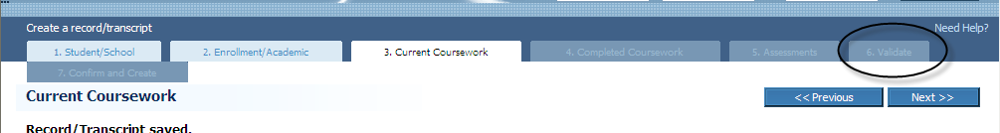 Create a record/transcript Need Help?
1. Student/School 2. Enrollment/Academic 3. Current Coursework 4. Completed Coursework 5. Assessments 6. Validate
7. Confirm and Create
Current Coursework << Previous Next >>
Record/Transcript saved.